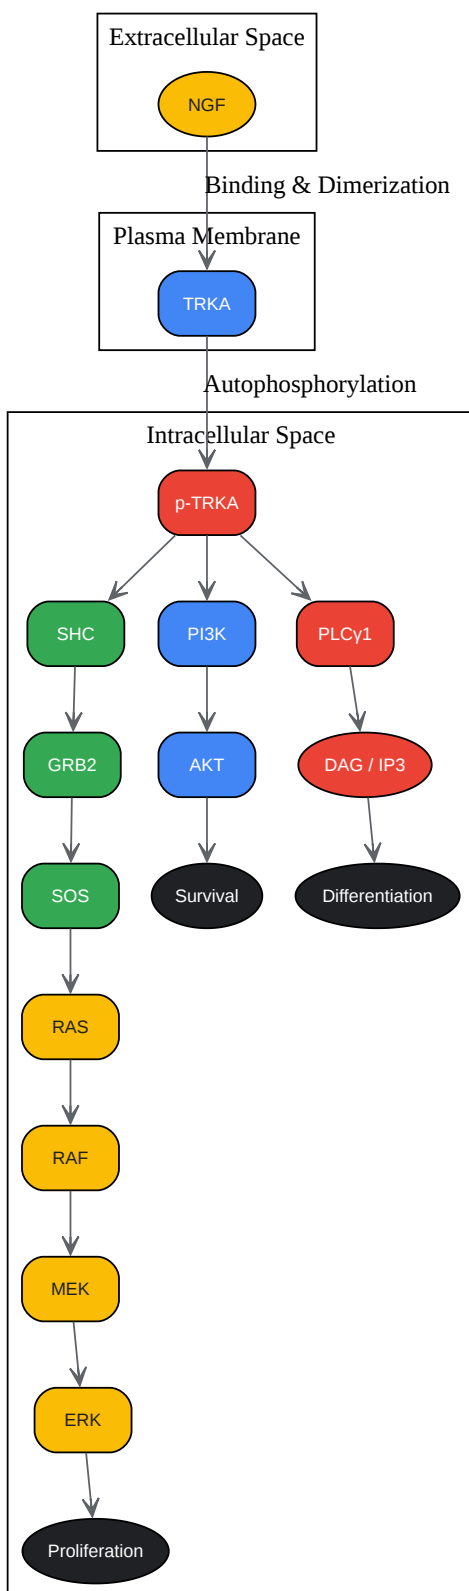 Extracellular Space
NGF
Binding & Dimerization
Plasma Membrane
TRKA
Autophosphorylation
Intracellular Space
p-TRKA
SHC
PI3K
PLCγ1
GRB2
AKT
DAG / IP3
SOS
Survival
Differentiation
RAS
RAF
MEK
ERK
Proliferation